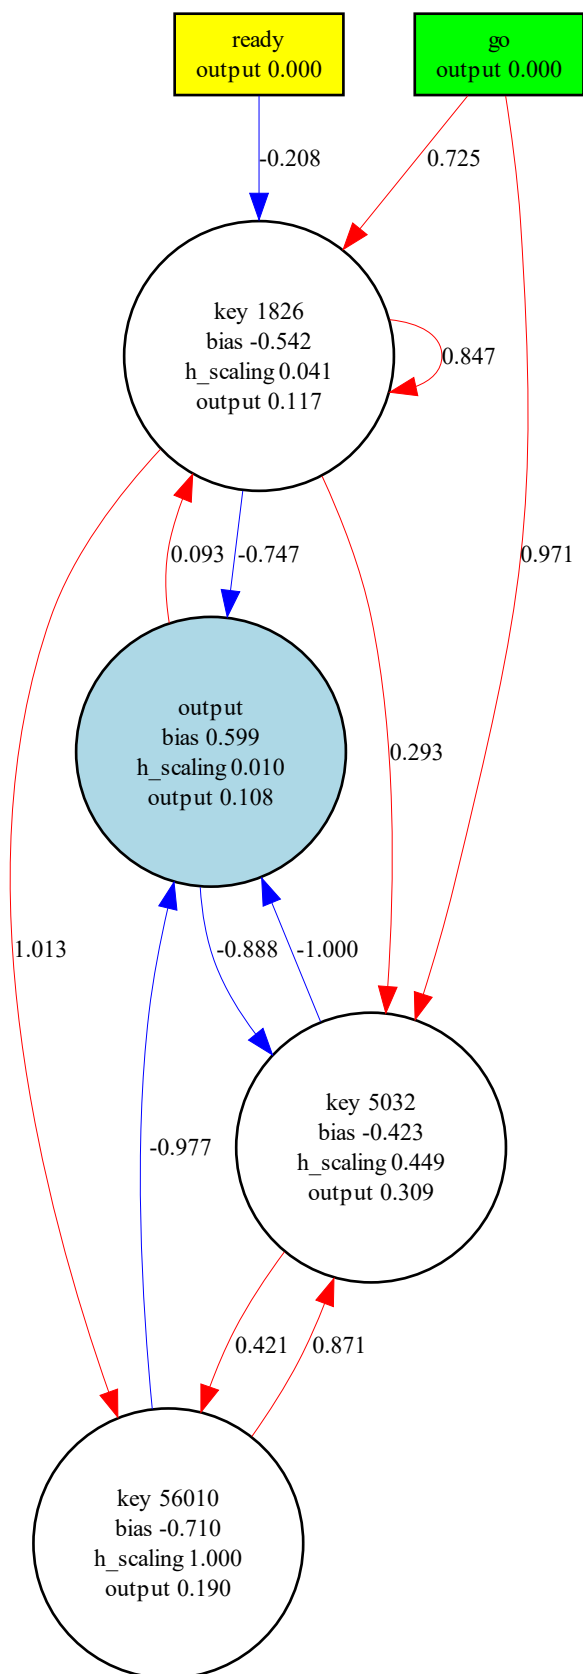 ready
output 0.000
go
output 0.000
-0.208
0.725
key 1826
bias -0.542
h_scaling 0.041
output 0.117
0.847
0.093
-0.747
0.971
output
bias 0.599
h_scaling 0.010
output 0.108
0.293
1.013
-0.888
-1.000
key 5032
bias -0.423
h_scaling 0.449
output 0.309
-0.977
0.421
0.871
key 56010
bias -0.710
h_scaling 1.000
output 0.190